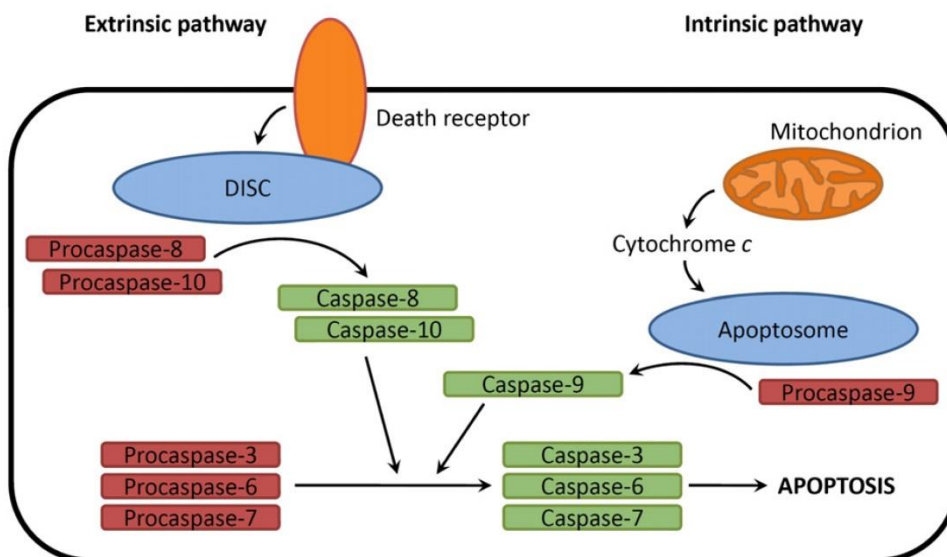 Extrinsic pathway
Intrinsic pathway
Death receptor
Mitochondrion
DISC
Cytochrome c
Procaspase-8
Procaspase-10
Caspase-8
Caspase-10
Apoptosome
Caspase-9
Procaspase-9
Procaspase-3
Procaspase-6
Procaspase-7
Caspase-3
Caspase-6
Caspase-7
APOPTOSIS